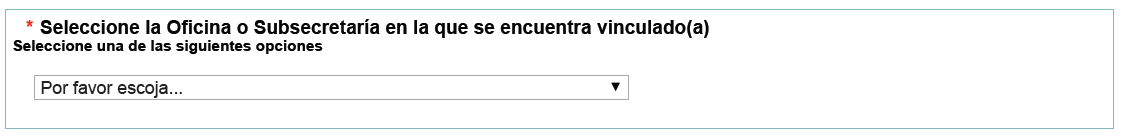 * Seleccione la Oficina o Subsecretaría en la que se encuentra vinculado(a)
Seleccione una de las siguientes opciones
Por favor escoja...